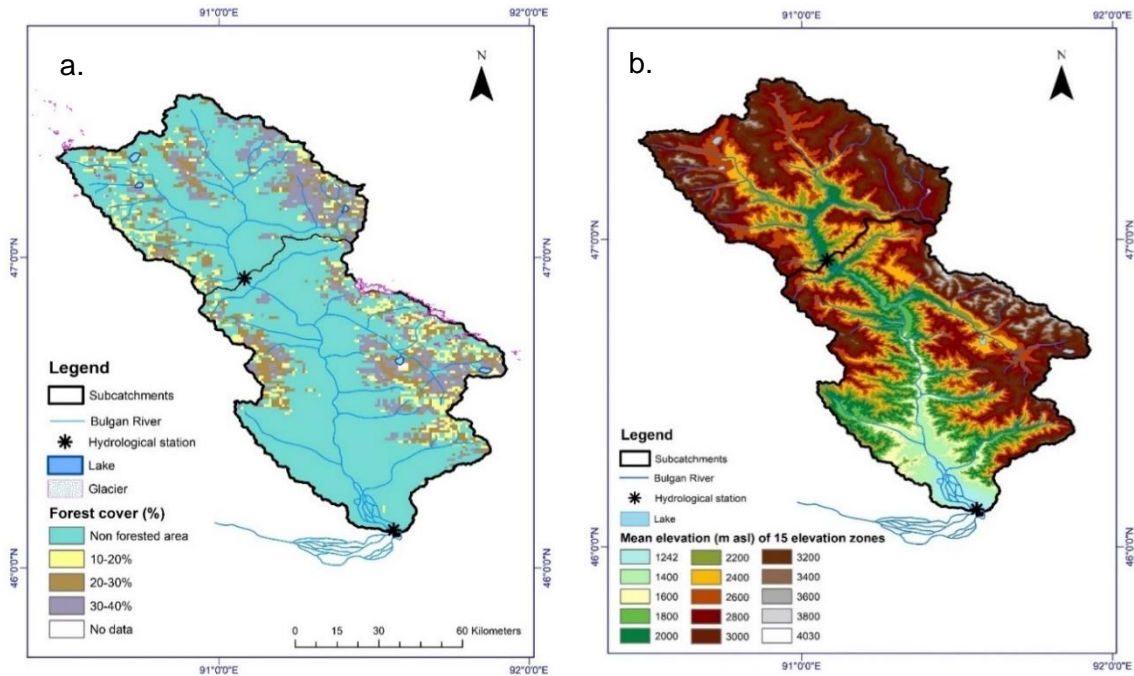 91°0'0"E
92°0'0"E
a.
N
47°0'0"N
47°0'0"N
46°0'0"N
46°0'0"N
Legend
Subcatchments
Bulgan River
Hydrological station
Lake
Glacier
Forest cover (%)
Non forested area
10-20%
20-30%
30-40%
No data
0 15 30 60 Kilometers
91°0'0"E
92°0'0"E
91°0'0"E
92°0'0"E
b.
N
47°0'0"N
47°0'0"N
46°0'0"N
46°0'0"N
Legend
Subcatchments
Bulgan River
Hydrological station
Lake
Mean elevation (m asl) of 15 elevation zones
1242 2200 3200
1400 2400 3400
1600 2600 3600
1800 2800 3800
2000 3000 4030
91°0'0"E
92°0'0"E